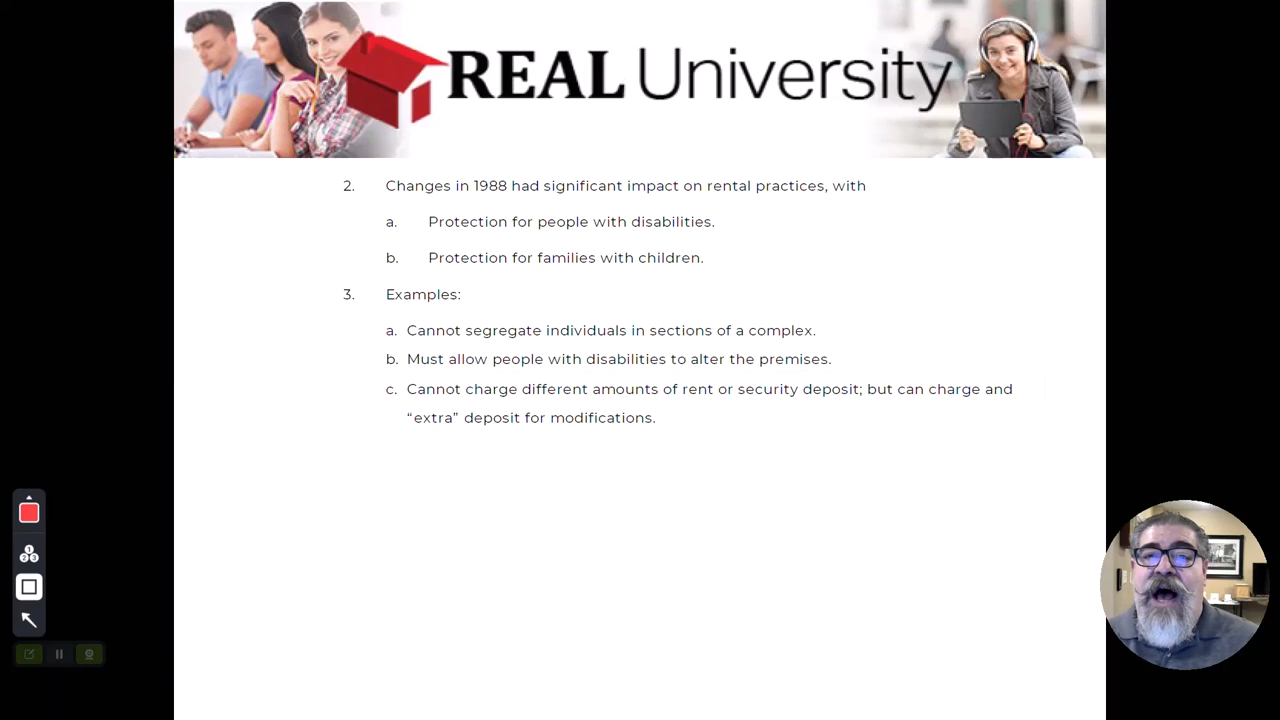 REAL University
2. Changes in 1988 had significant impact on rental practices, with
a. Protection for people with disabilities.
b. Protection for families with children.
3. Examples:
a. Cannot segregate individuals in sections of a complex.
b. Must allow people with disabilities to alter the premises.
c. Cannot charge different amounts of rent or security deposit; but can charge and
“extra” deposit for modifications.